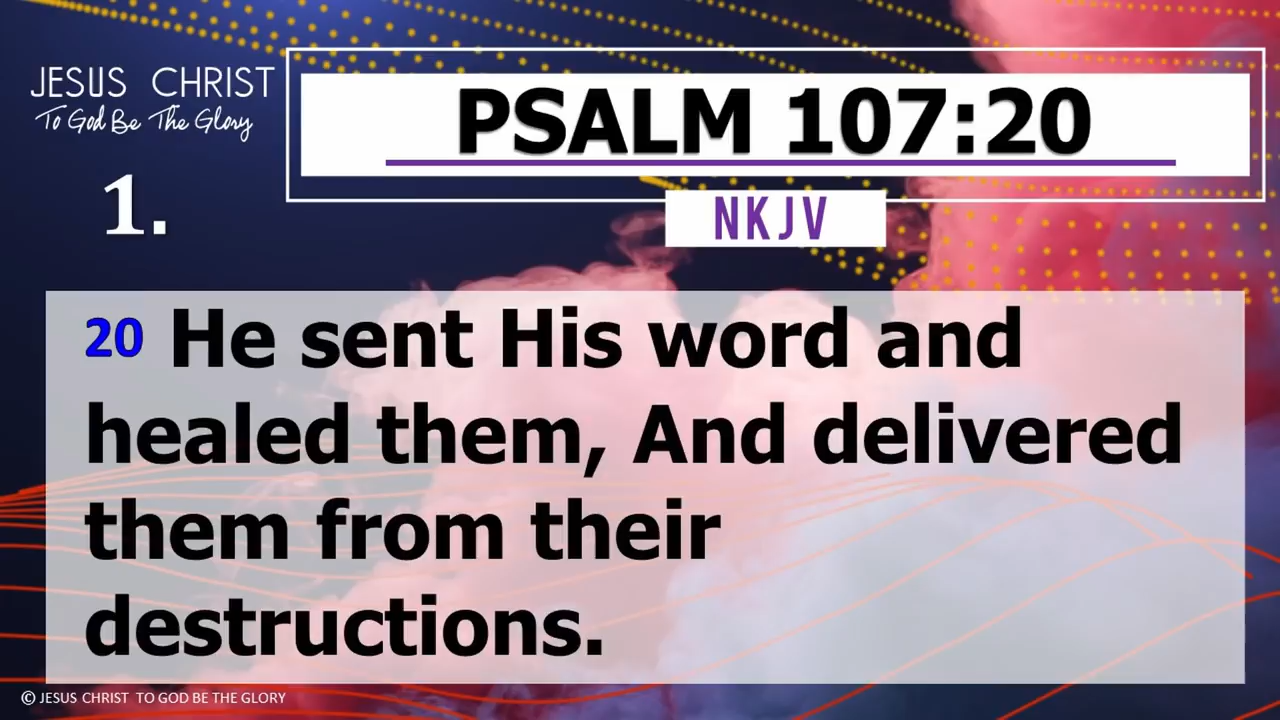 JESUS CHRIST
To God Be The Glory
PSALM 107:20
1.
NKJV
20 He sent His word and
healed them, And delivered
them from their
destructions.
© JESUS CHRIST TO GOD BE THE GLORY